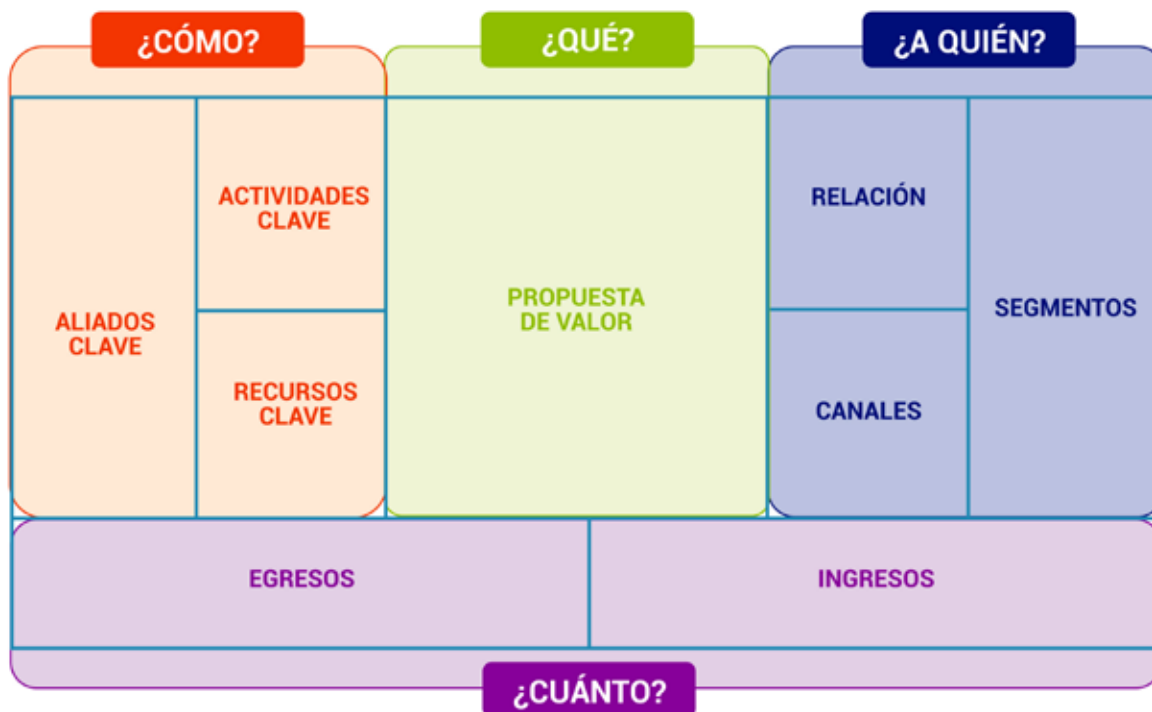 ¿CÓMO?
¿QUÉ?
¿A QUIÉN?
ALIADOS
CLAVE
ACTIVIDADES
CLAVE
RECURSOS
CLAVE
PROPUESTA
DE VALOR
RELACIÓN
CANALES
SEGMENTOS
EGRESOS
INGRESOS
¿CUÁNTO?